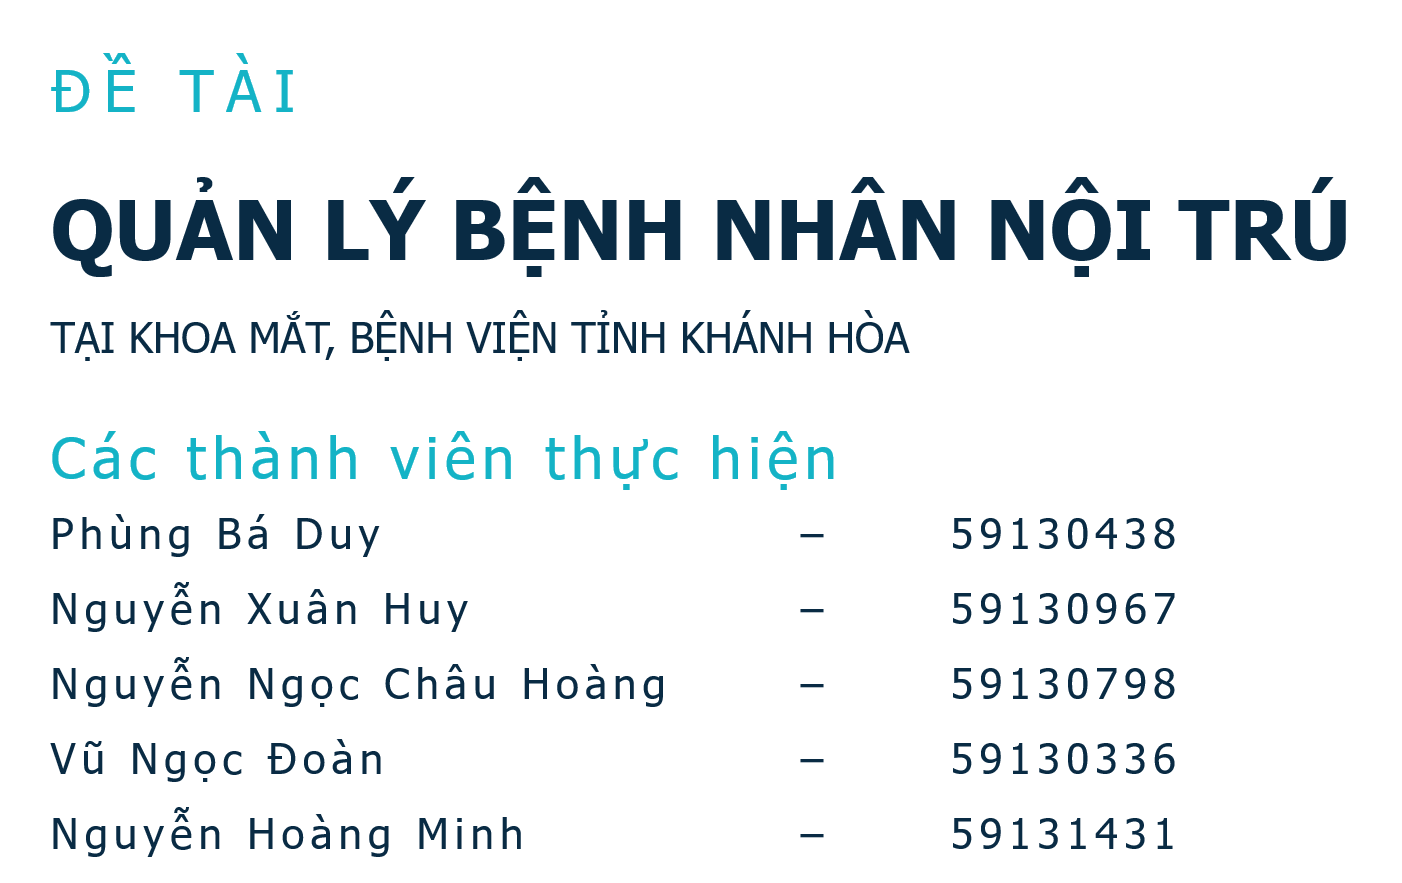 ĐỀ TÀI
QUẢN LÝ BỆNH NHÂN NỘI TRÚ
TẠI KHOA MẮT, BỆNH VIỆN TỈNH KHÁNH HÒA
Các thành viên thực hiện
Phùng Bá Duy – 59130438
Nguyễn Xuân Huy – 59130967
Nguyễn Ngọc Châu Hoàng – 59130798
Vũ Ngọc Đoàn – 59130336
Nguyễn Hoàng Minh – 59131431